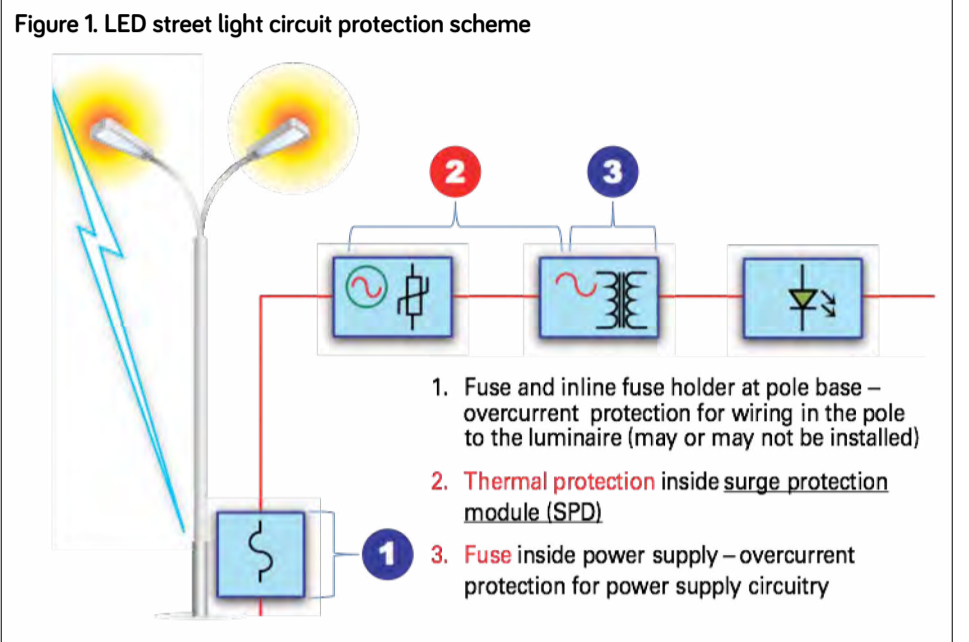 Figure 1. LED street light circuit protection scheme
2
3
1. Fuse and inline fuse holder at pole base –
overcurrent protection for wiring in the pole
to the luminaire (may or may not be installed)
2. Thermal protection inside surge protection
module (SPD)
1
3. Fuse inside power supply – overcurrent
protection for power supply circuitry